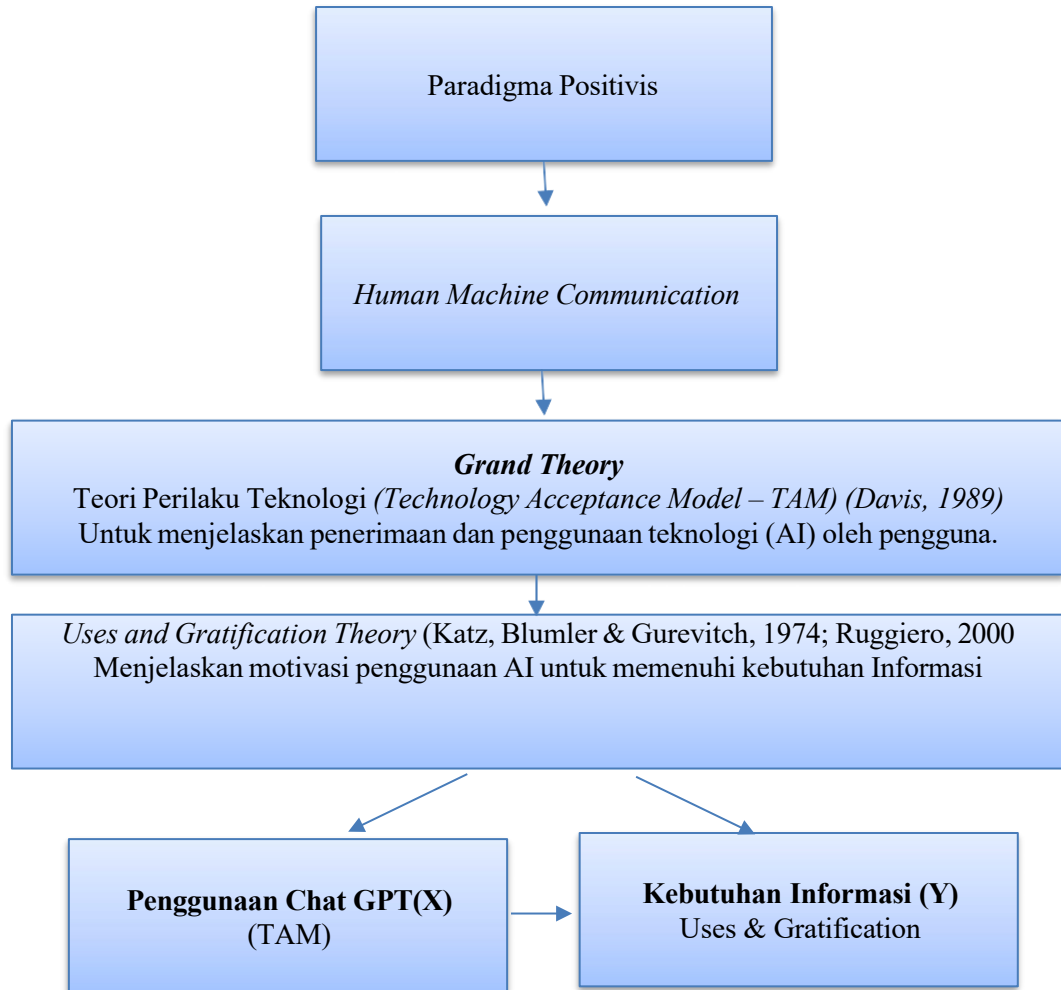 Paradigma Positivis
Human Machine Communication
Grand Theory
Teori Perilaku Teknologi (Technology Acceptance Model – TAM) (Davis, 1989)
Untuk menjelaskan penerimaan dan penggunaan teknologi (AI) oleh pengguna.
Uses and Gratification Theory (Katz, Blumler & Gurevitch, 1974; Ruggiero, 2000
Menjelaskan motivasi penggunaan AI untuk memenuhi kebutuhan Informasi
Penggunaan Chat GPT(X)
(TAM)
Kebutuhan Informasi (Y)
Uses & Gratification